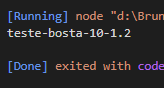 [Running] node "d:\Brun
teste-bosta-10-1.2
[Done] exited with code